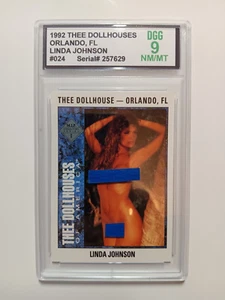 1992 THEE DOLLHOUSES
ORLANDO, FL
LINDA JOHNSON
#024 Serial# 257629
DGG
9
NM/MT
THEE DOLLHOUSE — ORLANDO, FL
THEE DOLLHOUSES
OF AMERICA
LINDA JOHNSON